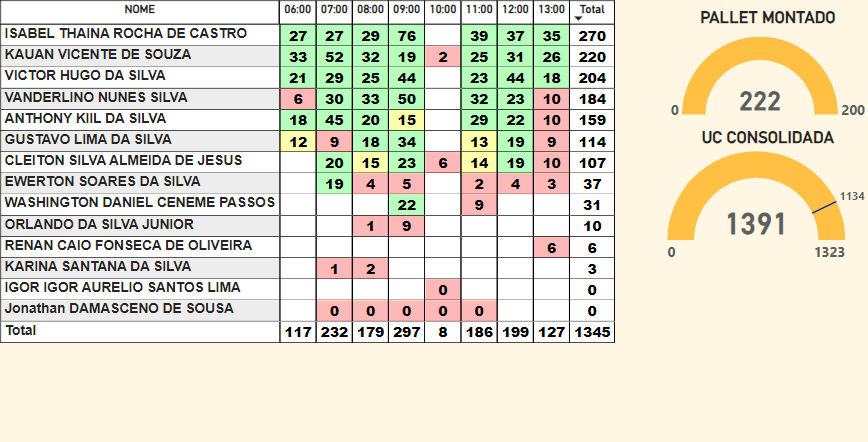 NOME 06:00 07:00 08:00 09:00 10:00 11:00 12:00 13:00 Total
ISABEL THAINA ROCHA DE CASTRO 27 27 29 76 39 37 35 270
KAUAN VICENTE DE SOUZA 33 52 32 19 2 25 31 26 220
VICTOR HUGO DA SILVA 21 29 25 44 23 44 18 204
VANDERLINO NUNES SILVA 6 30 33 50 32 23 10 184
ANTHONY KIIL DA SILVA 18 45 20 15 29 22 10 159
GUSTAVO LIMA DA SILVA 12 9 18 34 13 19 9 114
CLEITON SILVA ALMEIDA DE JESUS 20 15 23 6 14 19 10 107
EWERTON SOARES DA SILVA 19 4 5 2 4 3 37
WASHINGTON DANIEL CENEME PASSOS 22 9 31
ORLANDO DA SILVA JUNIOR 1 9 10
RENAN CAIO FONSECA DE OLIVEIRA 6 6
KARINA SANTANA DA SILVA 1 2 3
IGOR IGOR AURELIO SANTOS LIMA 0 0
Jonathan DAMASCENO DE SOUSA 0 0 0 0 0 0
Total 117 232 179 297 8 186 199 127 1345
PALLET MONTADO
222
0 200
UC CONSOLIDADA
1134
1391
0 1323